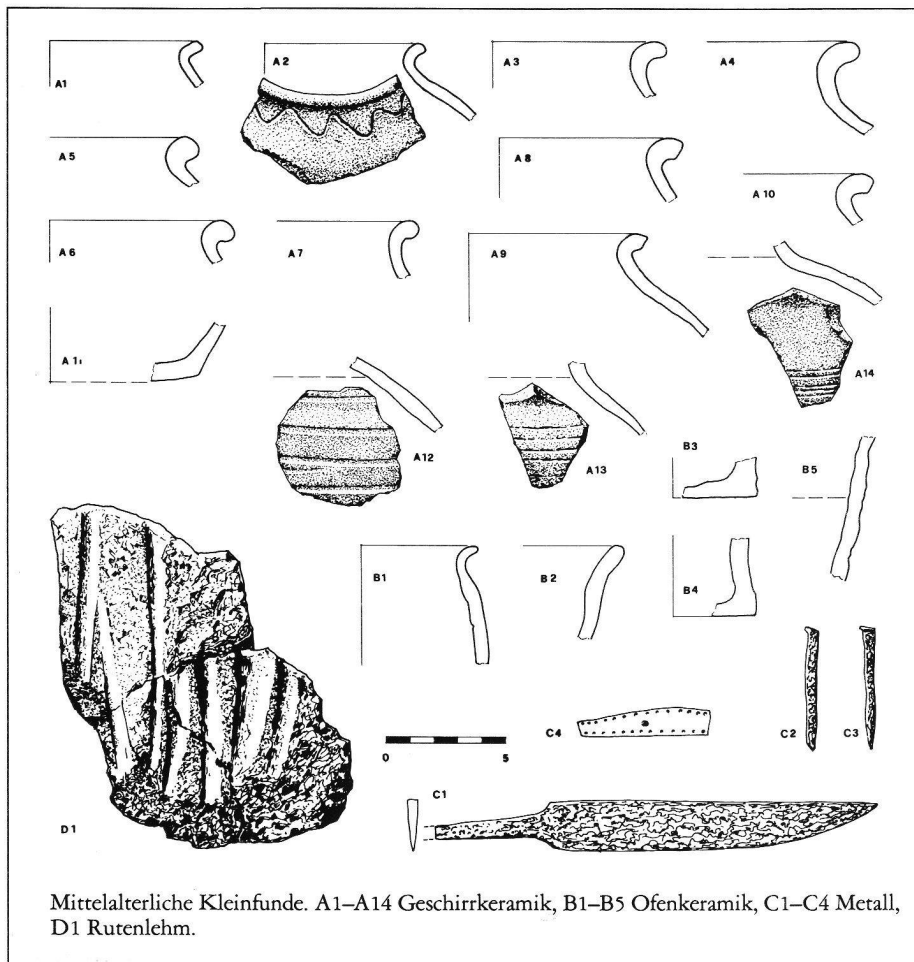 A1
A2
A3
A4
A5
A8
A10
A6
A7
A9
A11
A14
A12
A13
B3
B5
B1
B2
B4
C4
C2
C3
0 5
C1
D1
Mittelalterliche Kleinfunde. A1–A14 Geschirrkeramik, B1–B5 Ofenkeramik, C1–C4 Metall,
D1 Rutenlehm.